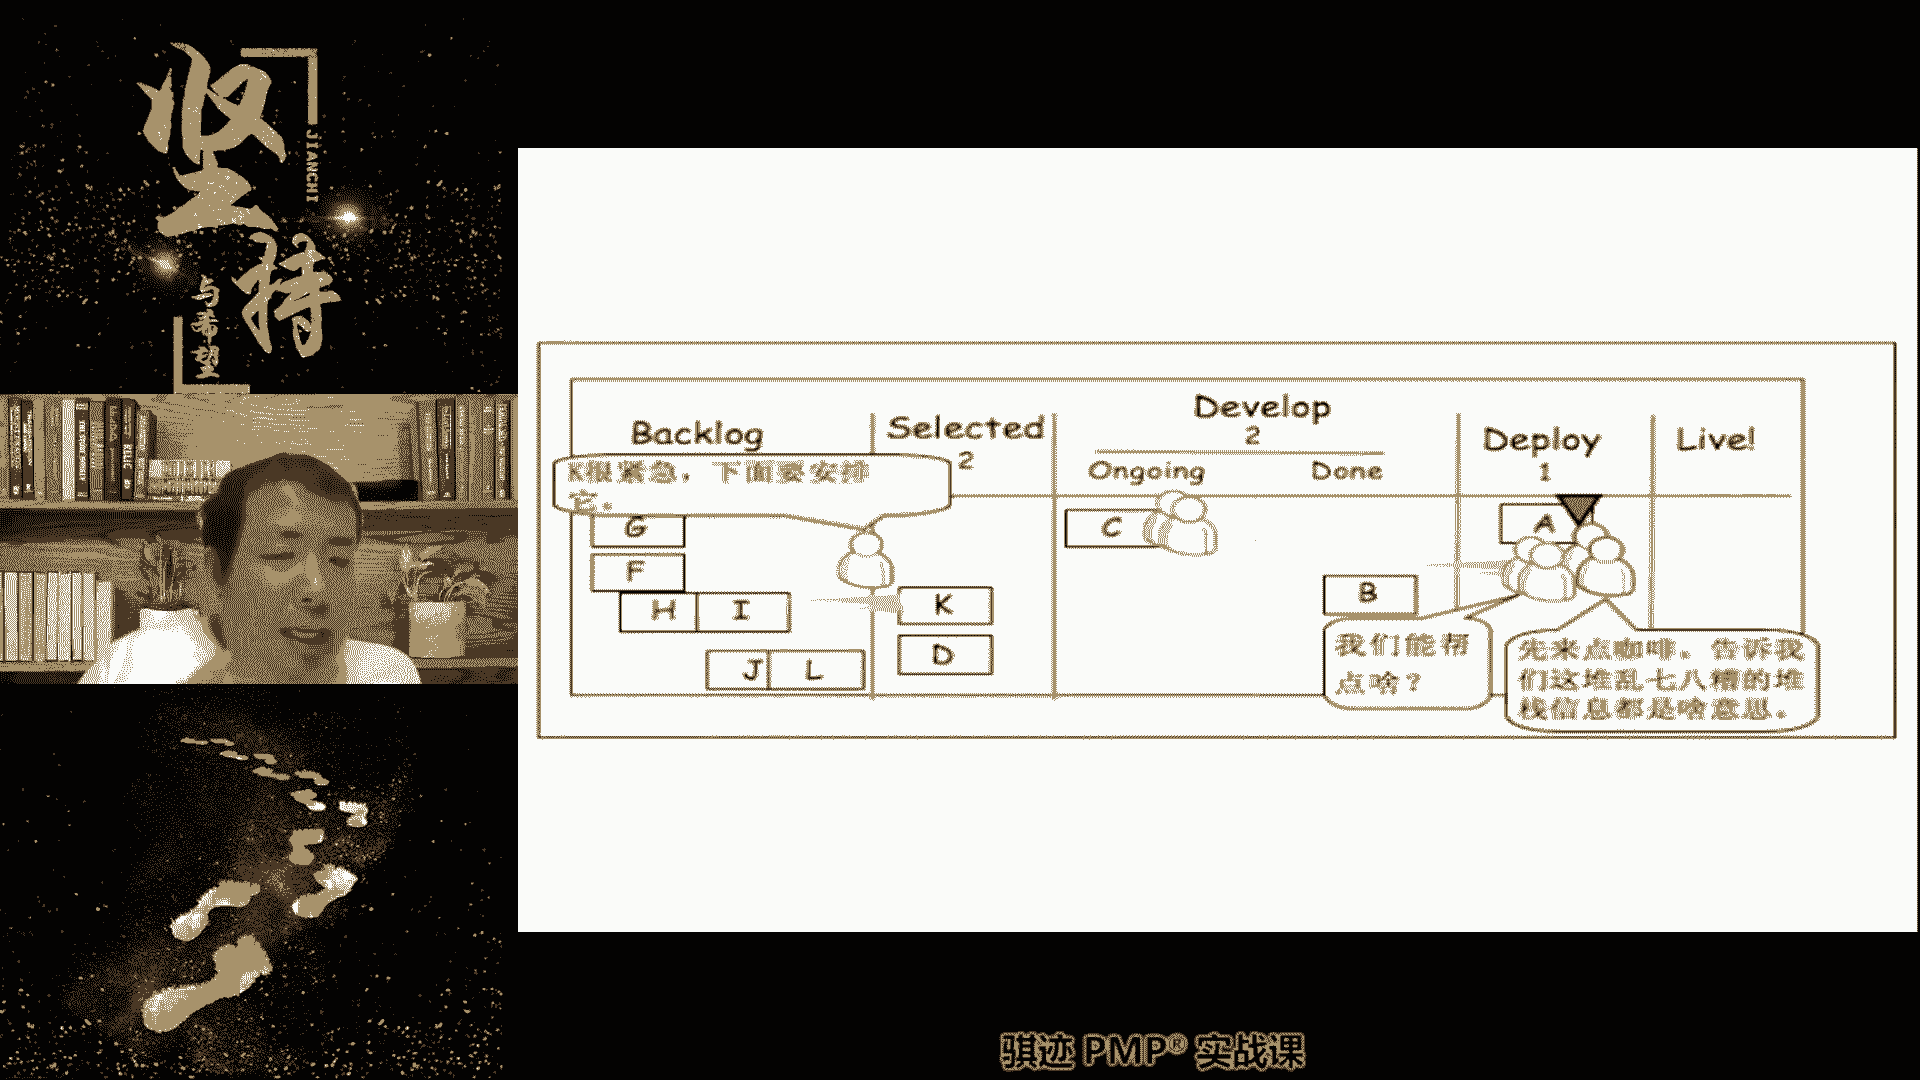 坚持
JIANCHI
与希望
Backlog
Selected
2
Develop
2
Ongoing
Done
Deploy
1
Live!
K很紧急，下面要安排
它。
G
F
H
I
J
L
K
D
C
B
A
我们能帮
点啥？
先来点咖啡。告诉我
们这堆乱七八糟的堆
栈信息都是啥意思。
骐迹 PMP® 实战课